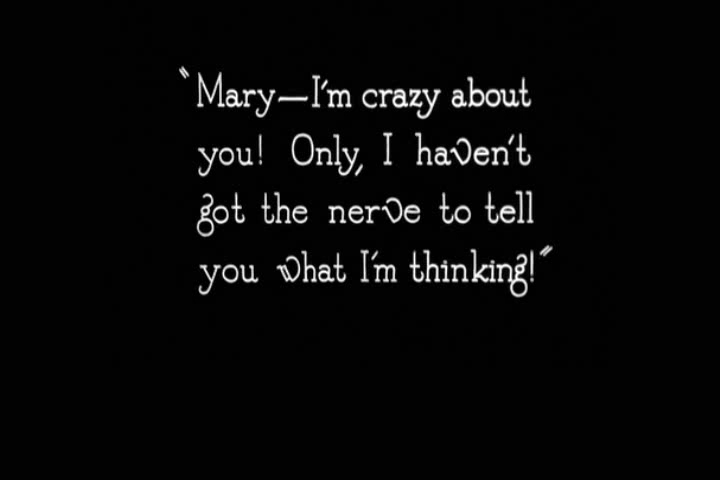 "Mary—I'm crazy about
you! Only, I haven't
got the nerve to tell
you what I'm thinking!"